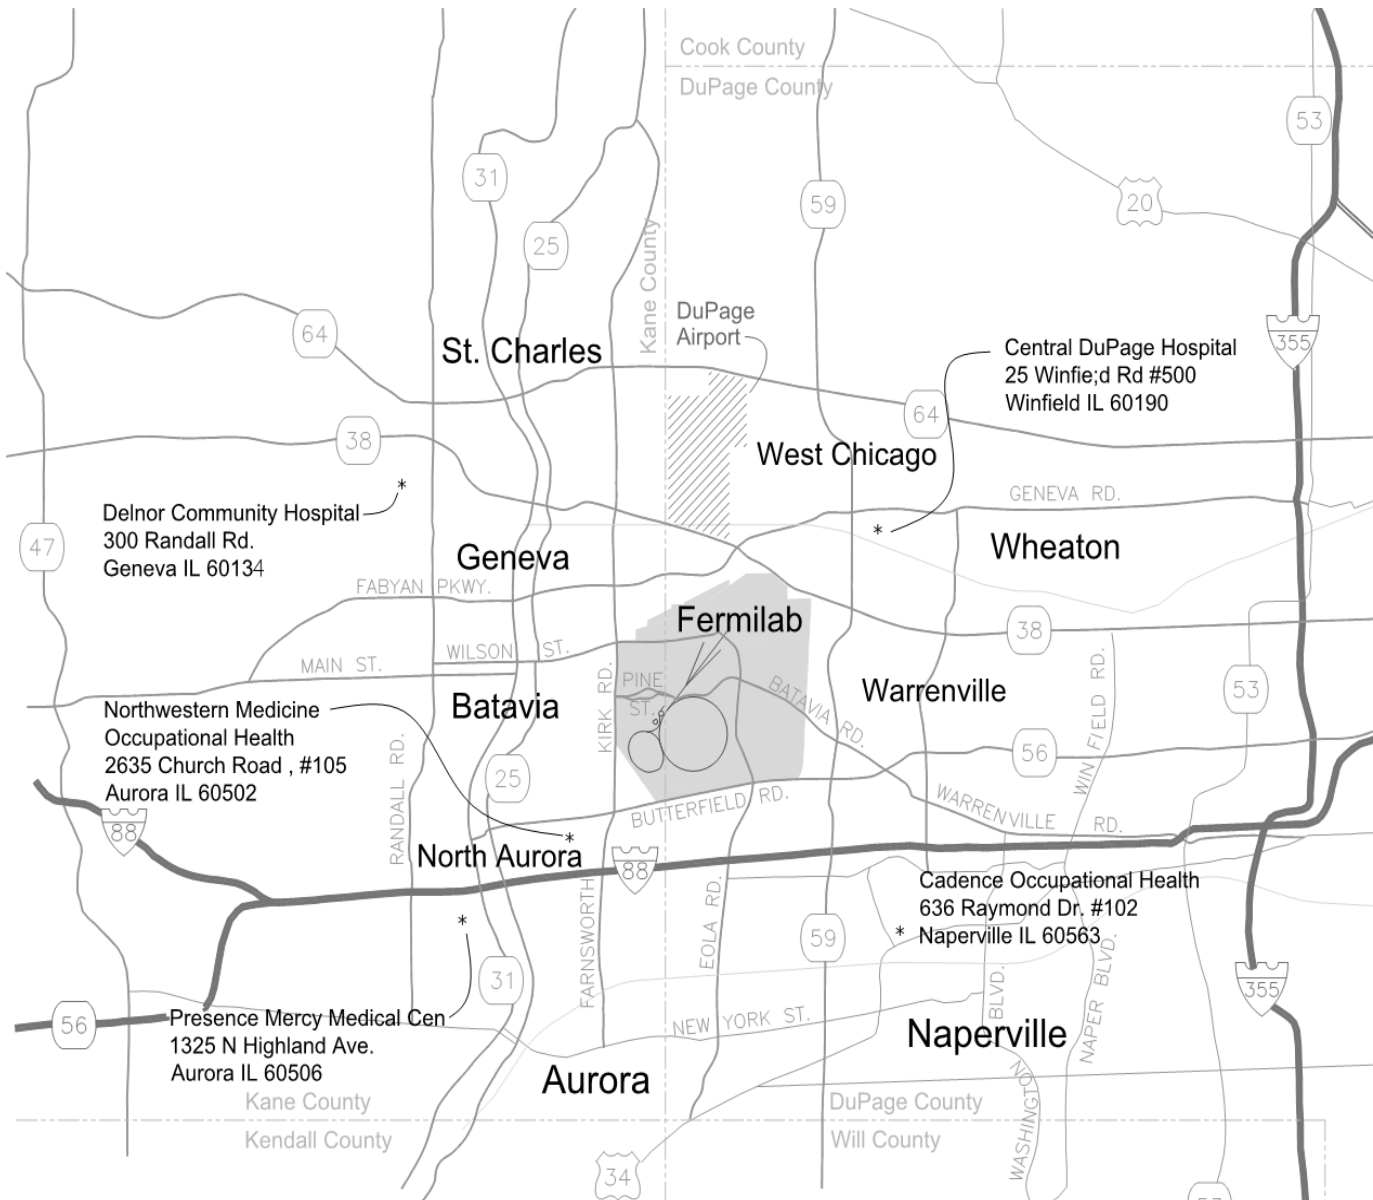 Cook County
DuPage County
53
31
59
20
25
Kane County
DuPage
Airport
64
St. Charles
355
Central DuPage Hospital
25 Winfie;d Rd #500
Winfield IL 60190
64
38
West Chicago
GENEVA RD.
Delnor Community Hospital
300 Randall Rd.
Geneva IL 60134
47
Geneva
Wheaton
FABYAN PKWY.
Fermilab
38
WILSON ST.
MAIN ST.
KIRK RD.
PINE
ST.
BATAVIA RD.
Warrenville
WIN FIELD RD.
53
Northwestern Medicine
Occupational Health
2635 Church Road , #105
Aurora IL 60502
Batavia
RANDALL RD.
25
56
BUTTERFIELD RD.
WARRENVILLE RD.
88
North Aurora
88
FARNSWORTH
EOLA RD.
Cadence Occupational Health
636 Raymond Dr. #102
Naperville IL 60563
59
31
BLVD.
NAPER BLVD.
355
56
Presence Mercy Medical Cen
1325 N Highland Ave.
Aurora IL 60506
NEW YORK ST.
Naperville
Aurora
WASHINGTON
Kane County
Kendall County
DuPage County
Will County
34
53